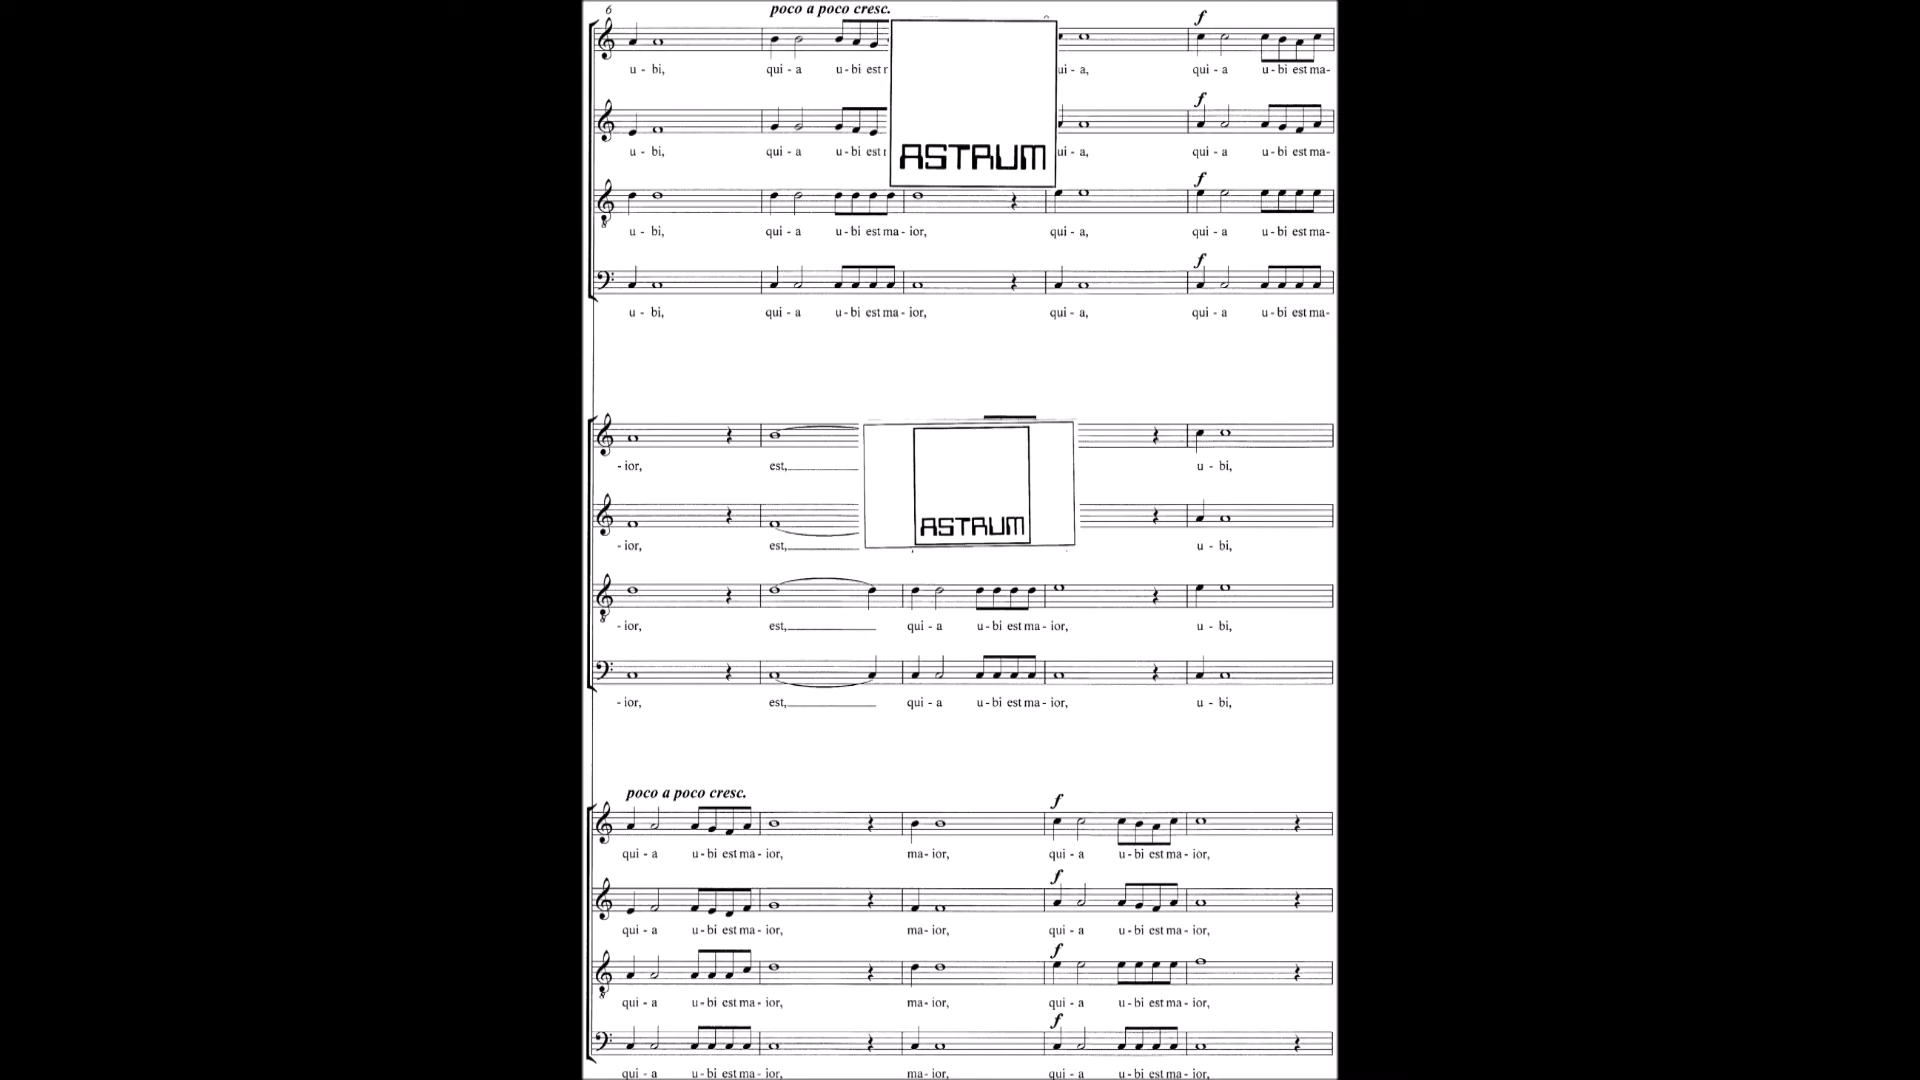 6
poco a poco cresc.
f
u - bi, qui - a u - bi est ui - a, qui - a u - bi est ma-
f
u - bi, qui - a u - bi est ui - a, qui - a u - bi est ma-
ASTRUM
f
u - bi, qui - a u - bi est ma - ior, qui - a, qui - a u - bi est ma-
f
u - bi, qui - a u - bi est ma - ior, qui - a, qui - a u - bi est ma-
- ior, est, u - bi,
ASTRUM
- ior, est, u - bi,
- ior, est, qui - a u - bi est ma - ior, u - bi,
- ior, est, qui - a u - bi est ma - ior, u - bi,
poco a poco cresc.
f
qui - a u - bi est ma - ior, ma - ior, qui - a u - bi est ma - ior,
f
qui - a u - bi est ma - ior, ma - ior, qui - a u - bi est ma - ior,
f
qui - a u - bi est ma - ior, ma - ior, qui - a u - bi est ma - ior,
f
qui - a u - bi est ma - ior, ma - ior, qui - a u - bi est ma - ior,